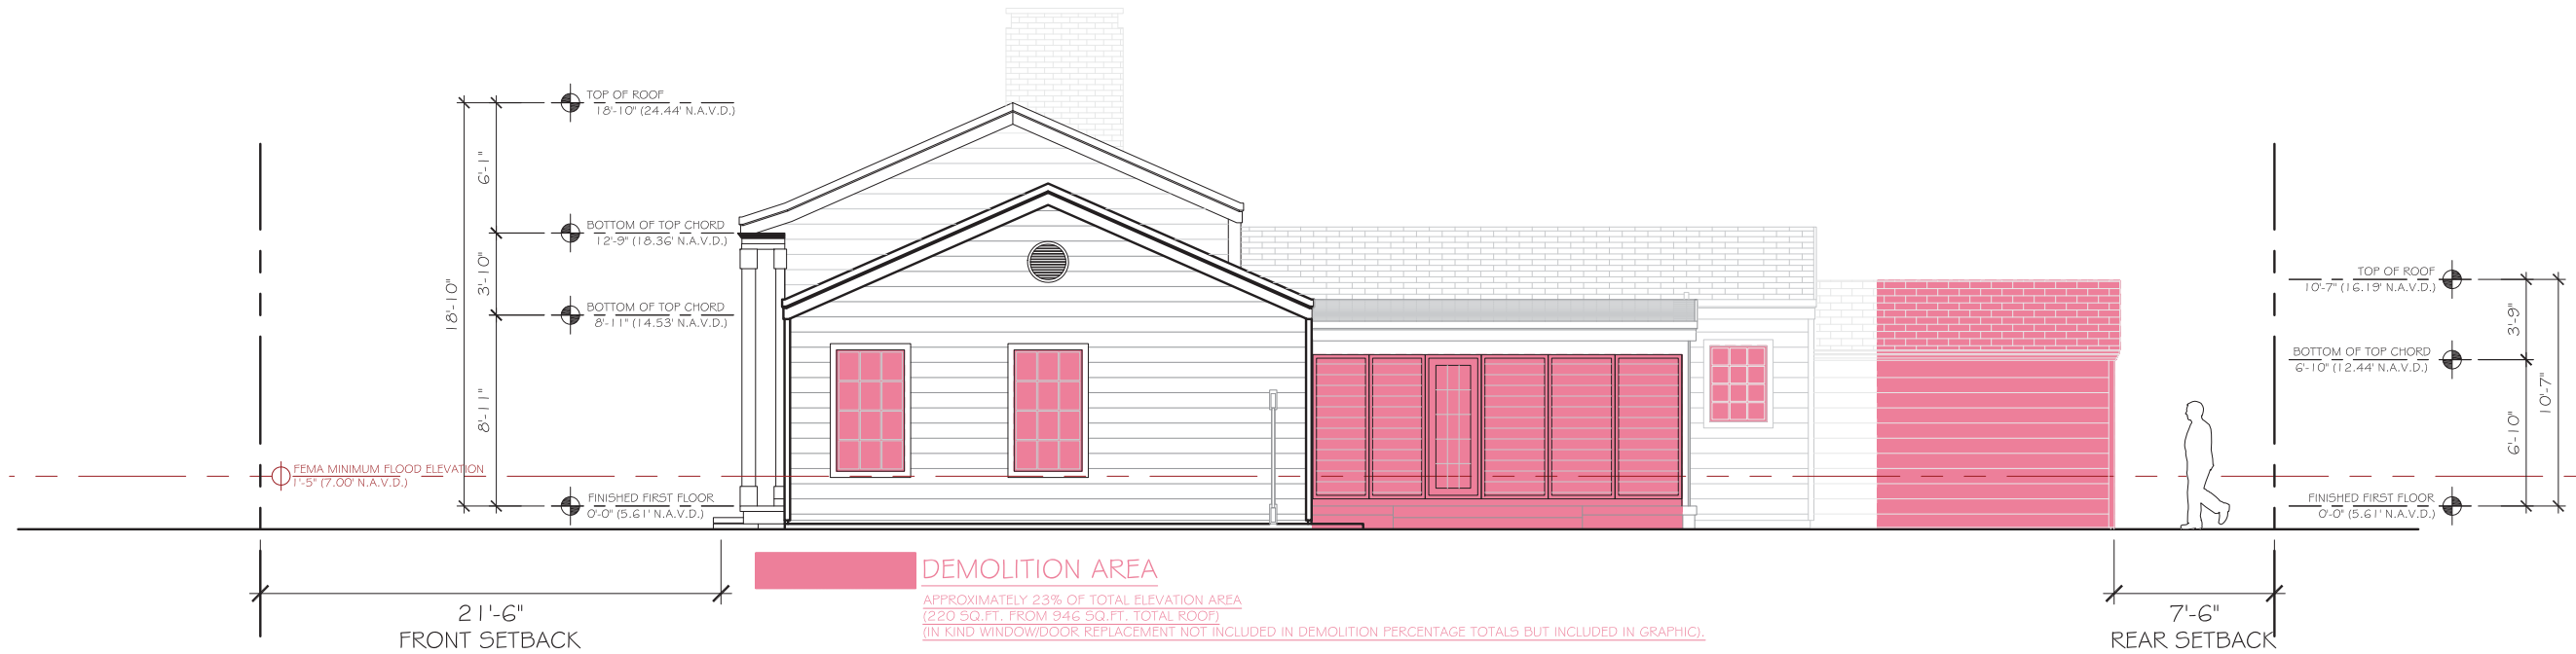 TOP OF ROOF
18'-10" (24.44' N.A.V.D.)
6'-1"
BOTTOM OF TOP CHORD
12'-9" (18.36' N.A.V.D.)
3'-10"
18'-10"
BOTTOM OF TOP CHORD
8'-11" (14.53' N.A.V.D.)
8'-11"
FEMA MINIMUM FLOOD ELEVATION
1'-5" (7.00' N.A.V.D.)
FINISHED FIRST FLOOR
0'-0" (5.61' N.A.V.D.)
TOP OF ROOF
10'-7" (16.19' N.A.V.D.)
3'-9"
BOTTOM OF TOP CHORD
6'-10" (12.44' N.A.V.D.)
10'-7"
6'-10"
FINISHED FIRST FLOOR
0'-0" (5.61' N.A.V.D.)
DEMOLITION AREA
APPROXIMATELY 23% OF TOTAL ELEVATION AREA
(220 SQ.FT. FROM 946 SQ.FT. TOTAL ROOF)
(IN KIND WINDOW/DOOR REPLACEMENT NOT INCLUDED IN DEMOLITION PERCENTAGE TOTALS BUT INCLUDED IN GRAPHIC).
21'-6"
FRONT SETBACK
7'-6"
REAR SETBACK